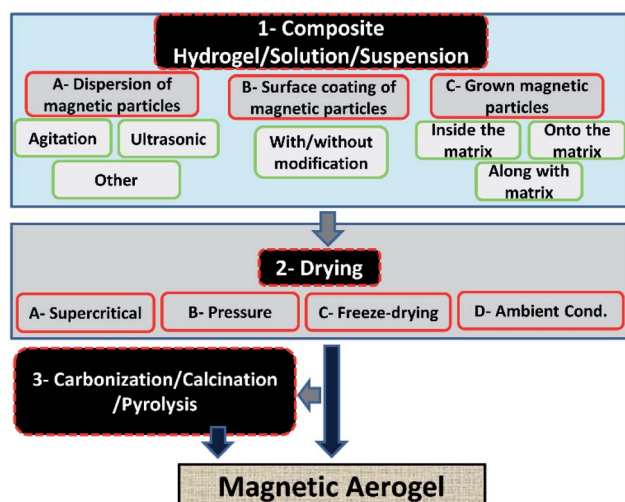 1- Composite
Hydrogel/Solution/Suspension
A- Dispersion of
magnetic particles
B- Surface coating of
magnetic particles
C- Grown magnetic
particles
Agitation
Ultrasonic
Other
With/without
modification
Inside the
matrix
Onto the
matrix
Along with
matrix
2- Drying
A- Supercritical
B- Pressure
C- Freeze-drying
D- Ambient Cond.
3- Carbonization/Calcination
/Pyrolysis
Magnetic Aerogel